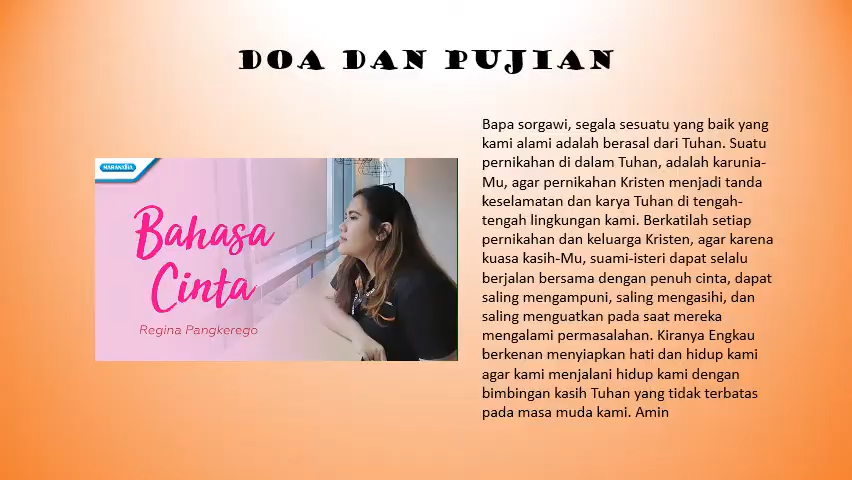 DOA DAN PUJIAN
MARANATHA
Bahasa
Cinta
Regina Pangkerego
Bapa sorgawi, segala sesuatu yang baik yang
kami alami adalah berasal dari Tuhan. Suatu
pernikahan di dalam Tuhan, adalah karunia-
Mu, agar pernikahan Kristen menjadi tanda
keselamatan dan karya Tuhan di tengah-
tengah lingkungan kami. Berkatilah setiap
pernikahan dan keluarga Kristen, agar karena
kuasa kasih-Mu, suami-isteri dapat selalu
berjalan bersama dengan penuh cinta, dapat
saling mengampuni, saling mengasihi, dan
saling menguatkan pada saat mereka
mengalami permasalahan. Kiranya Engkau
berkenan menyiapkan hati dan hidup kami
agar kami menjalani hidup kami dengan
bimbingan kasih Tuhan yang tidak terbatas
pada masa muda kami. Amin